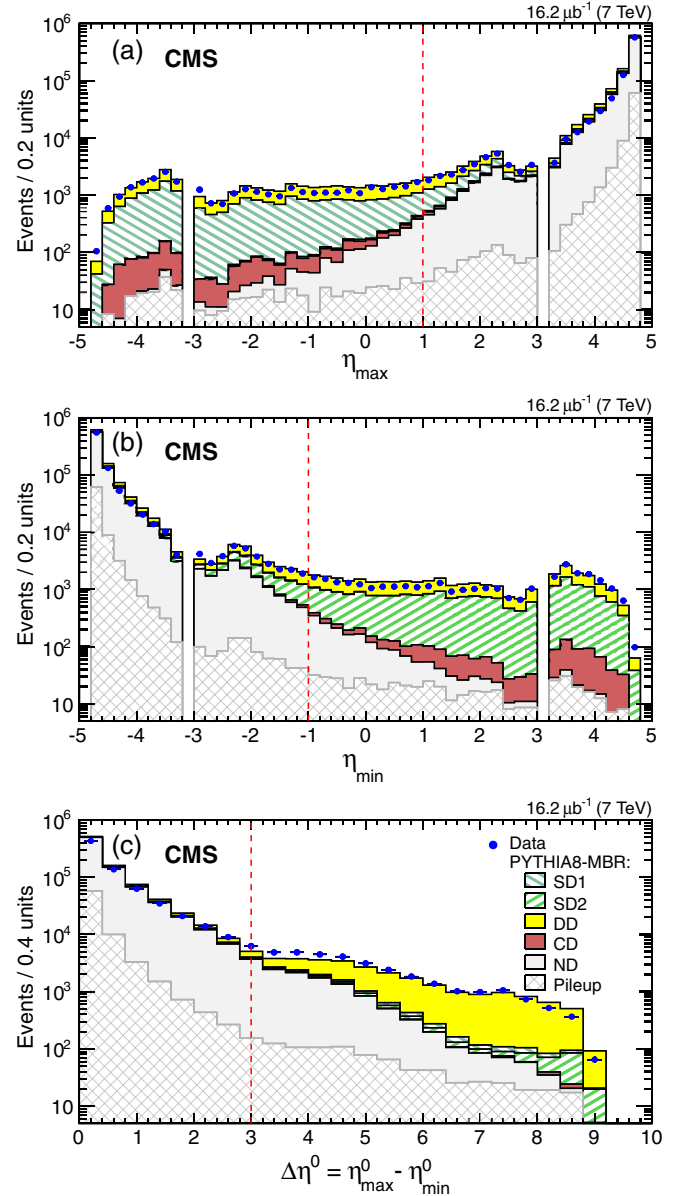 16.2 μb⁻¹ (7 TeV)
(a) CMS
Events / 0.2 units
10⁶
10⁵
10⁴
10³
10²
10
-5 -4 -3 -2 -1 0 1 2 3 4 5
η_max
16.2 μb⁻¹ (7 TeV)
(b) CMS
Events / 0.2 units
10⁶
10⁵
10⁴
10³
10²
10
-5 -4 -3 -2 -1 0 1 2 3 4 5
η_min
16.2 μb⁻¹ (7 TeV)
(c) CMS
Events / 0.4 units
10⁶
10⁵
10⁴
10³
10²
10
Data
PYTHIA8-MBR:
SD1
SD2
DD
CD
ND
Pileup
0 1 2 3 4 5 6 7 8 9 10
Δη⁰ = η⁰_max - η⁰_min